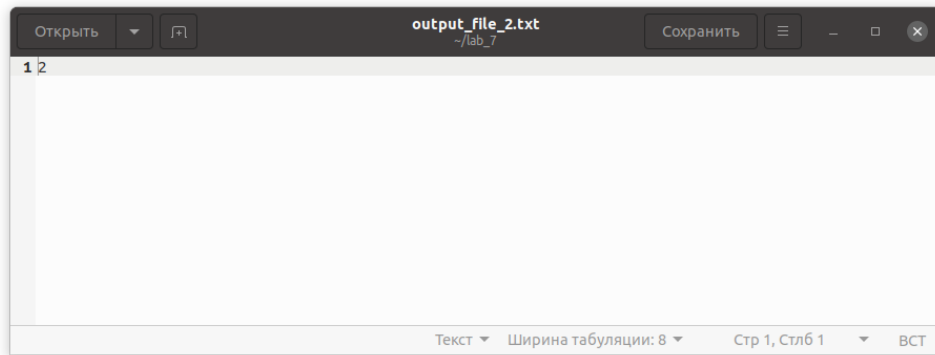 Открыть
output_file_2.txt
~/lab_7
Сохранить
1 2
Текст Ширина табуляции: 8 Стр 1, Стлб 1 ВСТ